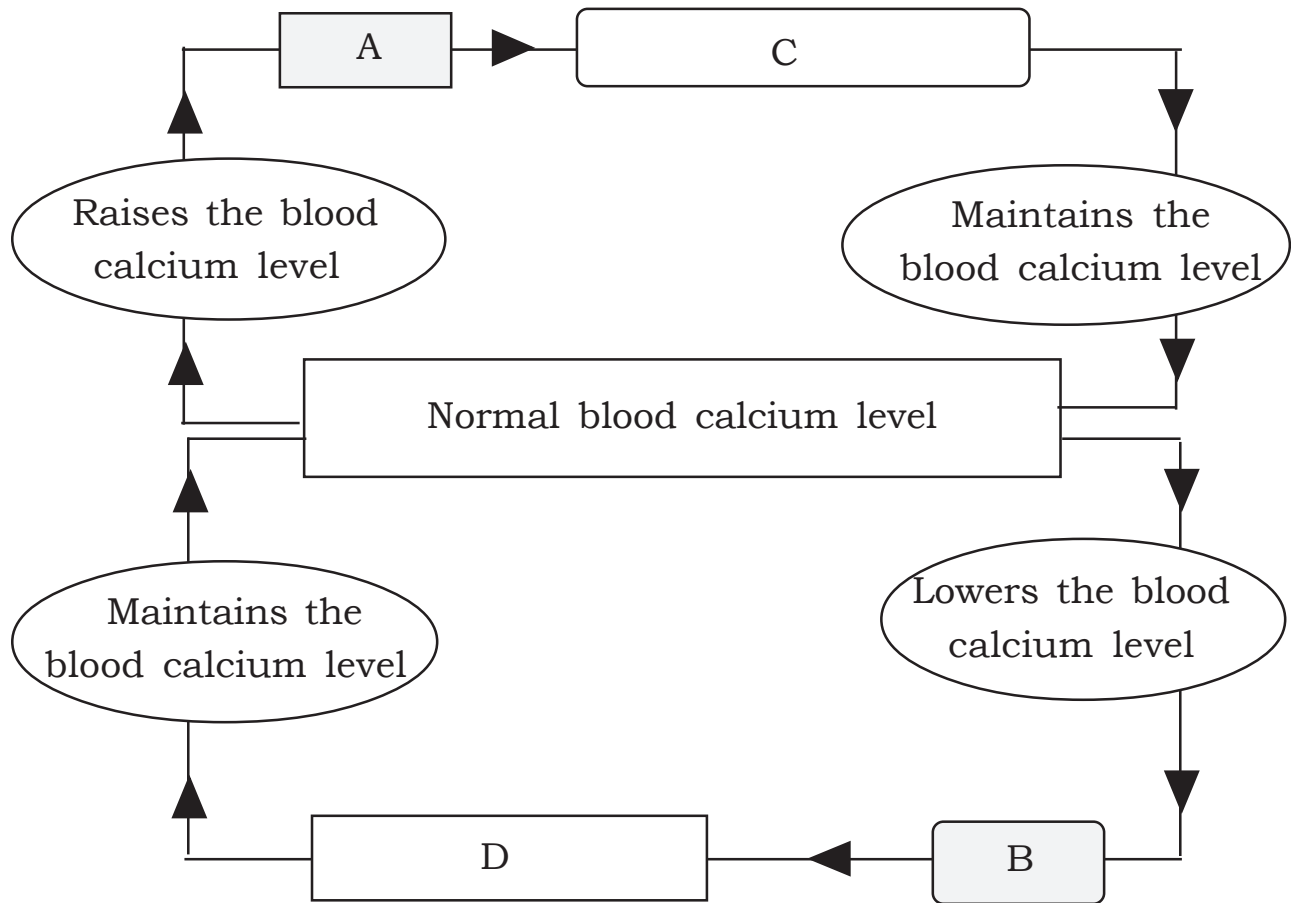 A
C
Raises the blood
calcium level
Maintains the
blood calcium level
Normal blood calcium level
Maintains the
blood calcium level
Lowers the blood
calcium level
D
B